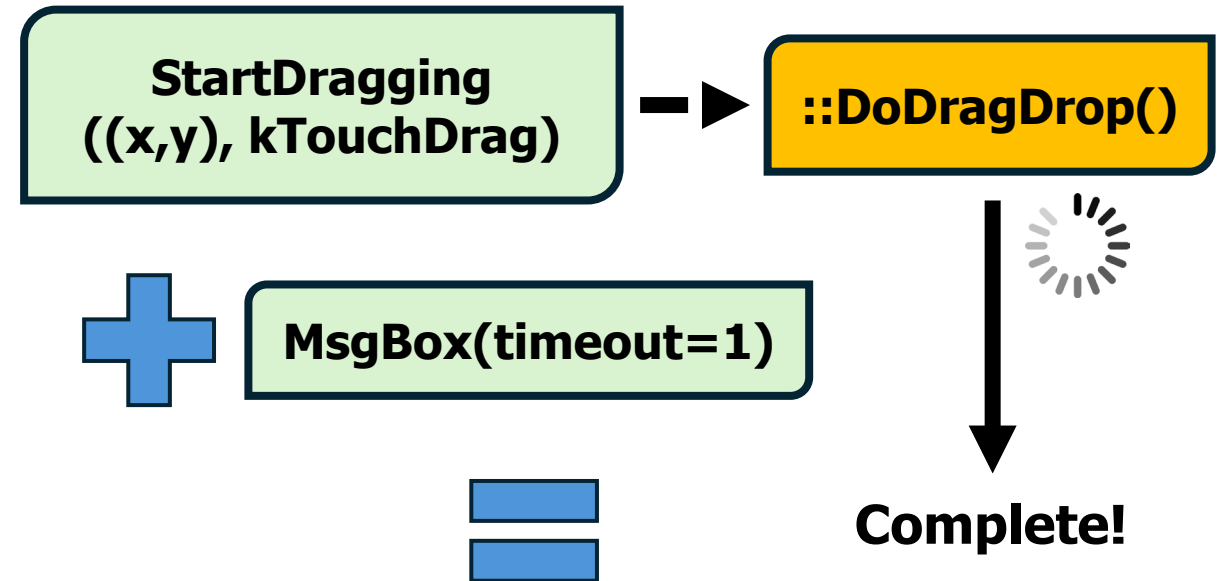 StartDragging
((x,y), kTouchDrag)
::DoDragDrop()
MsgBox(timeout=1)
Complete!